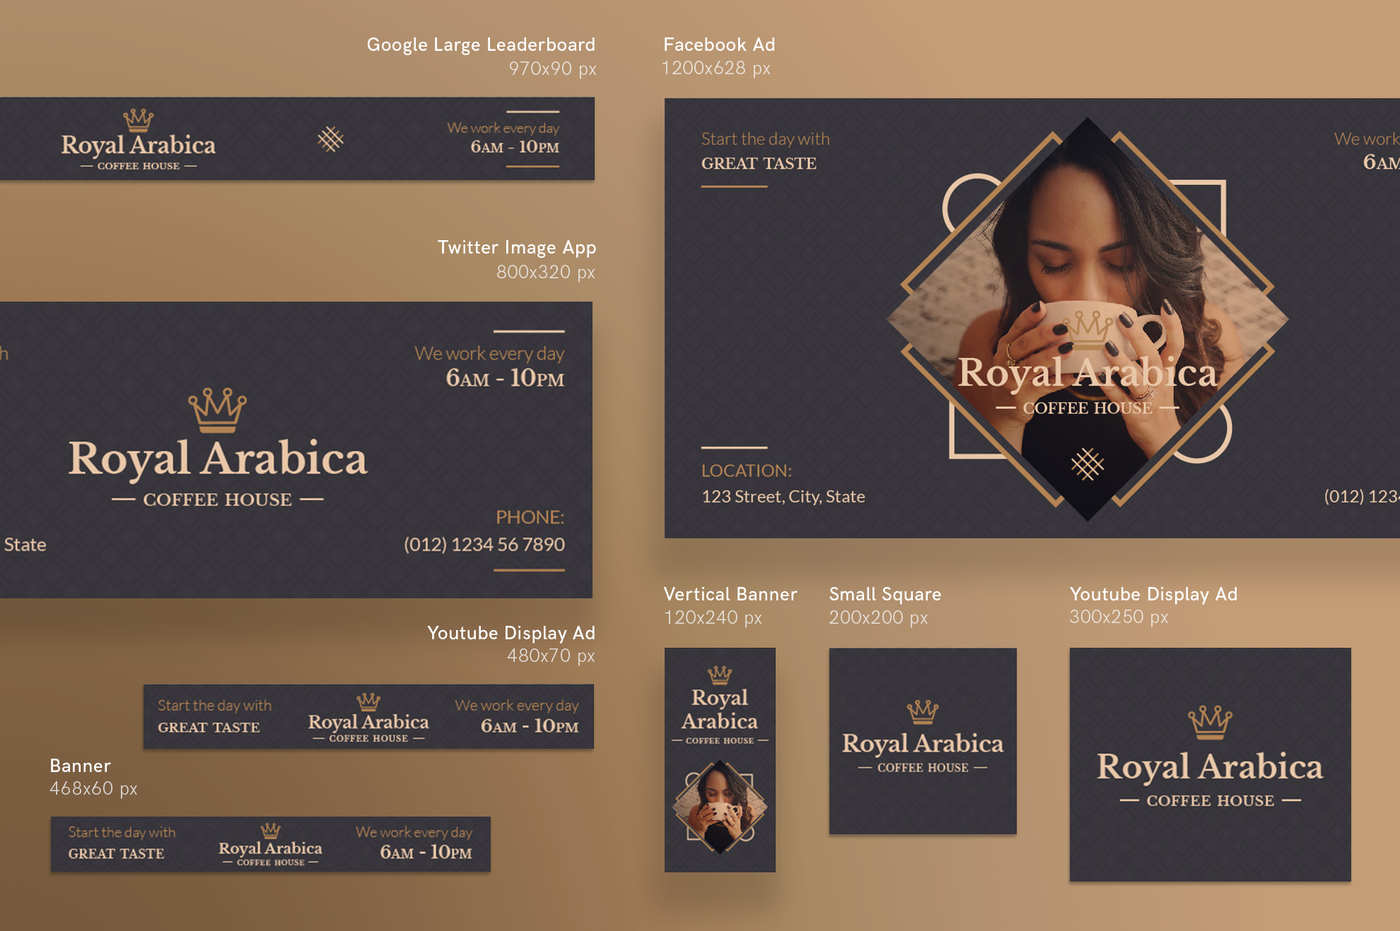 Google Large Leaderboard
970x90 px
Royal Arabica
COFFEE HOUSE
We work every day
6AM - 10PM
Twitter Image App
800x320 px
h
We work every day
6AM - 10PM
Royal Arabica
COFFEE HOUSE
State
PHONE:
(012) 1234 56 7890
Youtube Display Ad
480x70 px
Start the day with
GREAT TASTE
Royal Arabica
COFFEE HOUSE
We work every day
6AM - 10PM
Banner
468x60 px
Start the day with
GREAT TASTE
Royal Arabica
COFFEE HOUSE
We work every day
6AM - 10PM
Facebook Ad
1200x628 px
Start the day with
GREAT TASTE
We work
6AM
Royal Arabica
COFFEE HOUSE
LOCATION:
123 Street, City, State
(012) 123
Vertical Banner
120x240 px
Royal
Arabica
COFFEE HOUSE
Small Square
200x200 px
Royal Arabica
COFFEE HOUSE
Youtube Display Ad
300x250 px
Royal Arabica
COFFEE HOUSE